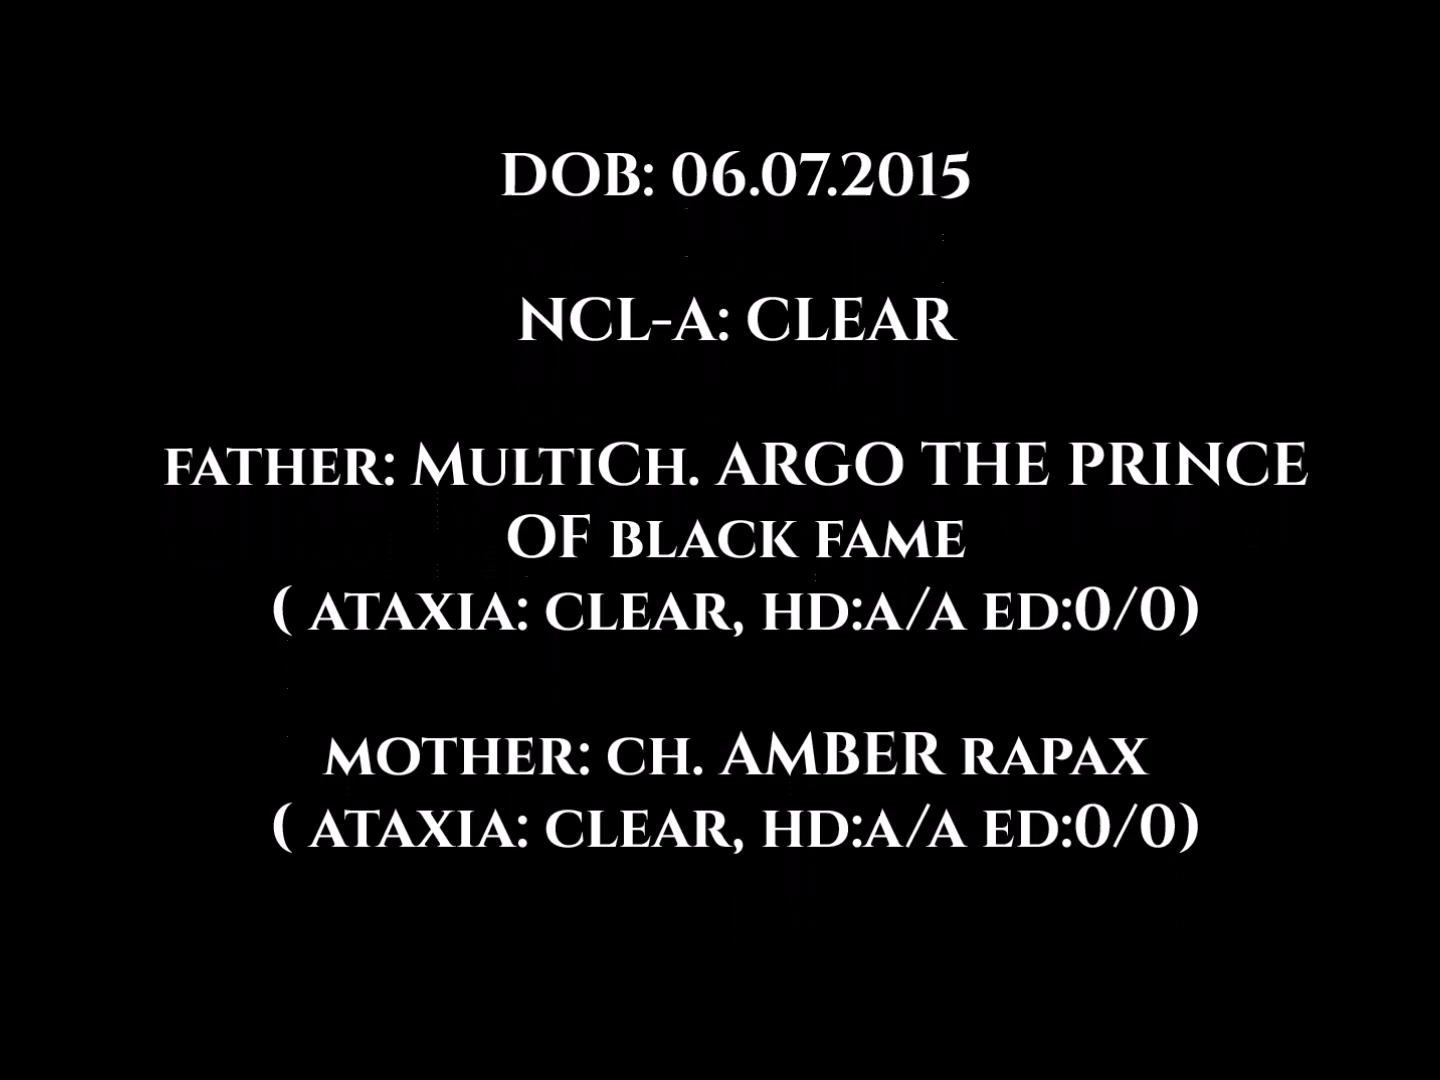 DOB: 06.07.2015
NCL-A: CLEAR
FATHER: MULTICH. ARGO THE PRINCE
OF BLACK FAME
( ATAXIA: CLEAR, HD:A/A ED:0/0)
MOTHER: CH. AMBER RAPAX
( ATAXIA: CLEAR, HD:A/A ED:0/0)